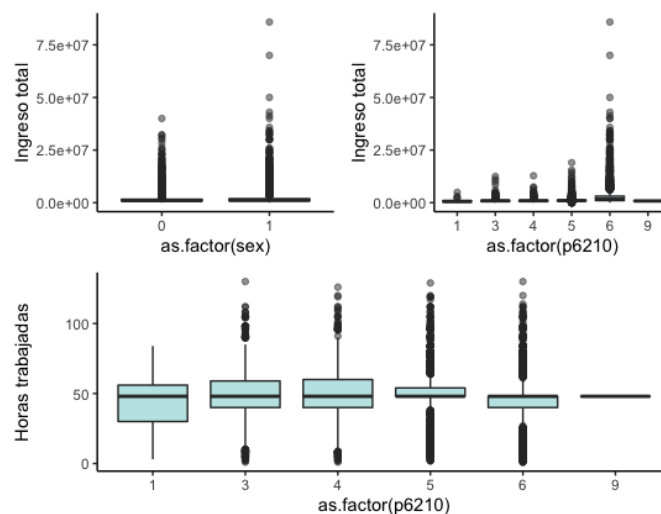 Ingreso total
7.5e+07
5.0e+07
2.5e+07
0.0e+00
0 1
as.factor(sex)
Ingreso total
7.5e+07
5.0e+07
2.5e+07
0.0e+00
1 3 4 5 6 9
as.factor(p6210)
Horas trabajadas
100
50
0
1 3 4 5 6 9
as.factor(p6210)